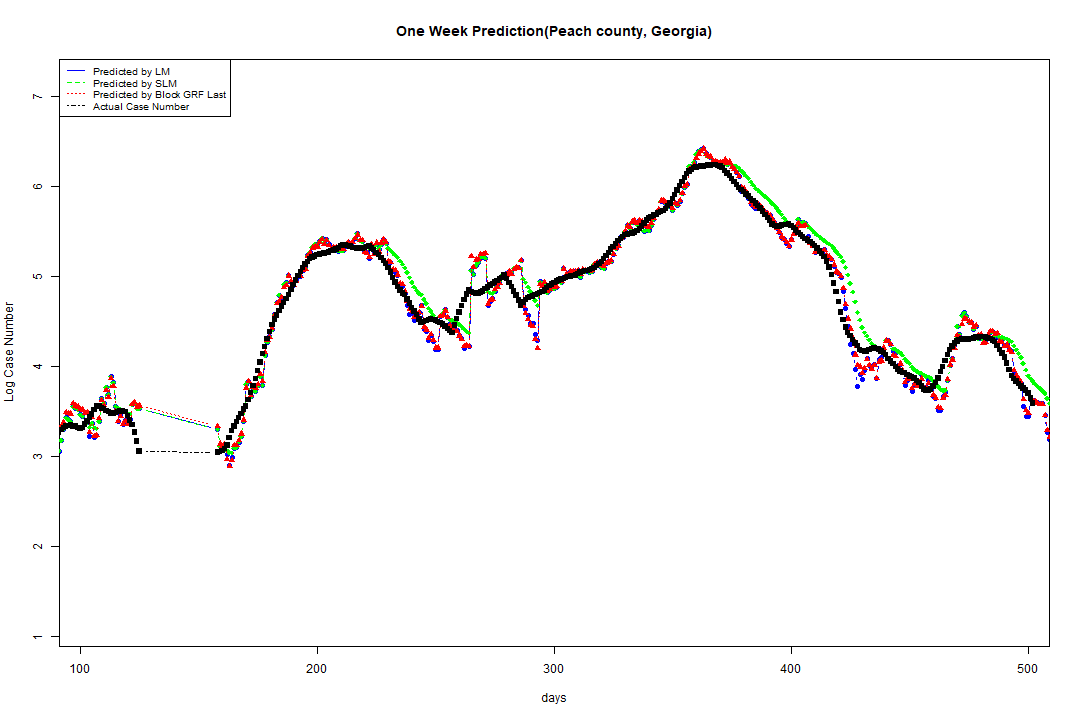 One Week Prediction(Peach county, Georgia)
Predicted by LM
Predicted by SLM
Predicted by Block GRF Last
Actual Case Number
7
6
5
4
3
2
1
Log Case Number
100 200 300 400 500
days